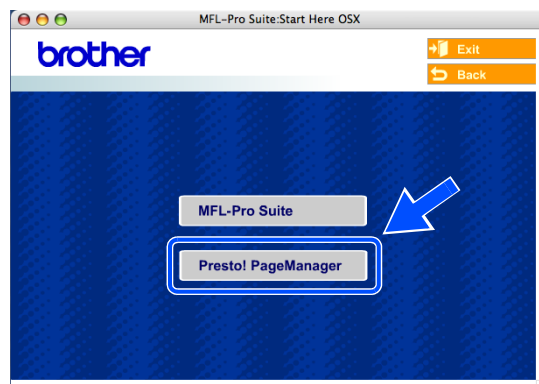 MFL-Pro Suite:Start Here OSX
brother
Exit
Back
MFL-Pro Suite
Presto! PageManager